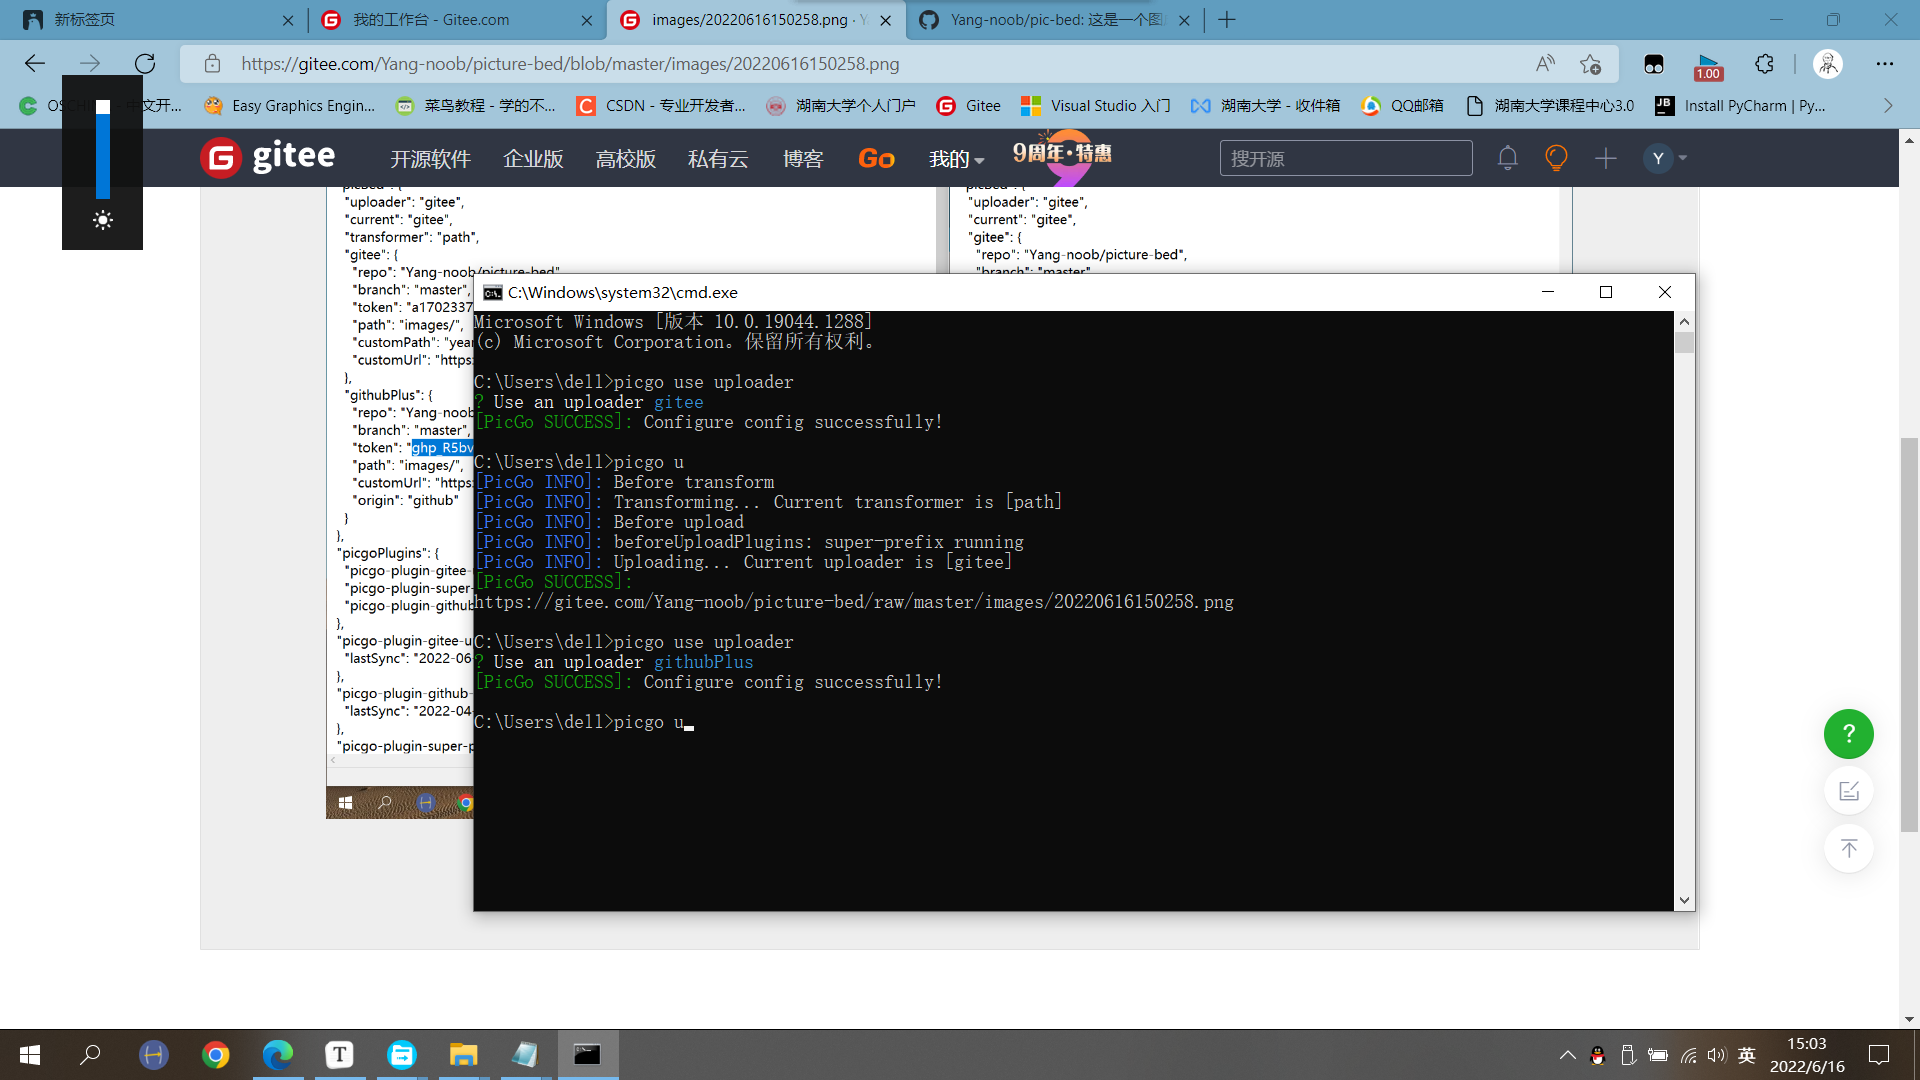 新标签页
我的工作台 - Gitee.com
images/20220616150258.png ·
Yang-noob/pic-bed: 这是一个图
https://gitee.com/Yang-noob/picture-bed/blob/master/images/20220616150258.png
1.00
中文开...
Easy Graphics Engin...
菜鸟教程 - 学的不...
CSDN - 专业开发者...
湖南大学个人门户
Gitee
Visual Studio 入门
湖南大学 - 收件箱
QQ邮箱
湖南大学课程中心3.0
Install PyCharm | Py...
gitee
开源软件
企业版
高校版
私有云
博客
Go
我的
9周年·特惠
搜开源
Y
"uploader": "gitee",
"current": "gitee",
"transformer": "path",
"gitee": {
"repo": "Yang-noob/picture-bed"
"branch": "master",
"token": "a1702337
"path": "images/",
"customPath": "year
"customUrl": "https:
},
"githubPlus": {
"repo": "Yang-noob
"branch": "master",
"token": "ghp_R5bv
"path": "images/",
"customUrl": "https:
"origin": "github"
}
},
"picgoPlugins": {
"picgo-plugin-gitee-
"picgo-plugin-super-
"picgo-plugin-github
},
"picgo-plugin-gitee-u
"lastSync": "2022-06
},
"picgo-plugin-github-
"lastSync": "2022-04
},
"picgo-plugin-super-p
"uploader": "gitee",
"current": "gitee",
"gitee": {
"repo": "Yang-noob/picture-bed",
"branch": "master"
C:\Windows\system32\cmd.exe
Microsoft Windows [版本 10.0.19044.1288]
(c) Microsoft Corporation。保留所有权利。
C:\Users\dell>picgo use uploader
? Use an uploader gitee
[PicGo SUCCESS]: Configure config successfully!
C:\Users\dell>picgo u
[PicGo INFO]: Before transform
[PicGo INFO]: Transforming... Current transformer is [path]
[PicGo INFO]: Before upload
[PicGo INFO]: beforeUploadPlugins: super-prefix running
[PicGo INFO]: Uploading... Current uploader is [gitee]
[PicGo SUCCESS]:
https://gitee.com/Yang-noob/picture-bed/raw/master/images/20220616150258.png
C:\Users\dell>picgo use uploader
? Use an uploader githubPlus
[PicGo SUCCESS]: Configure config successfully!
C:\Users\dell>picgo u
?
英
15:03
2022/6/16